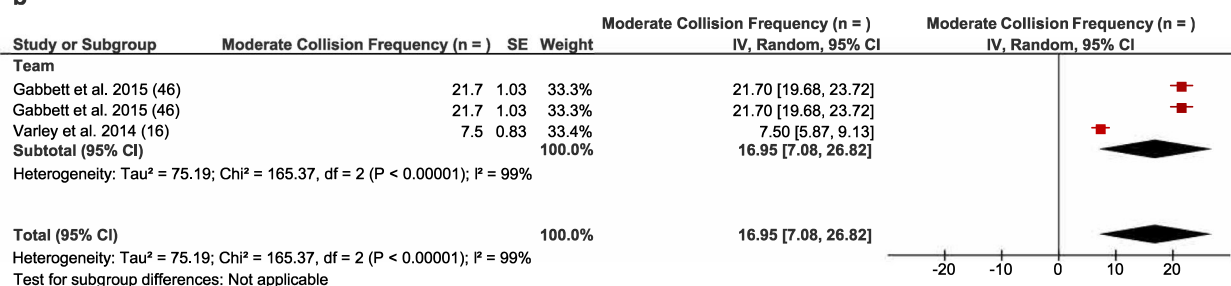 b
Moderate Collision Frequency (n = ) Moderate Collision Frequency (n = )
Study or Subgroup Moderate Collision Frequency (n = ) SE Weight IV, Random, 95% CI IV, Random, 95% CI
Team
Gabbett et al. 2015 (46) 21.7 1.03 33.3% 21.70 [19.68, 23.72]
Gabbett et al. 2015 (46) 21.7 1.03 33.3% 21.70 [19.68, 23.72]
Varley et al. 2014 (16) 7.5 0.83 33.4% 7.50 [5.87, 9.13]
Subtotal (95% CI) 100.0% 16.95 [7.08, 26.82]
Heterogeneity: Tau² = 75.19; Chi² = 165.37, df = 2 (P < 0.00001); I² = 99%
Total (95% CI) 100.0% 16.95 [7.08, 26.82]
Heterogeneity: Tau² = 75.19; Chi² = 165.37, df = 2 (P < 0.00001); I² = 99%
-20 -10 0 10 20
Test for subgroup differences: Not applicable